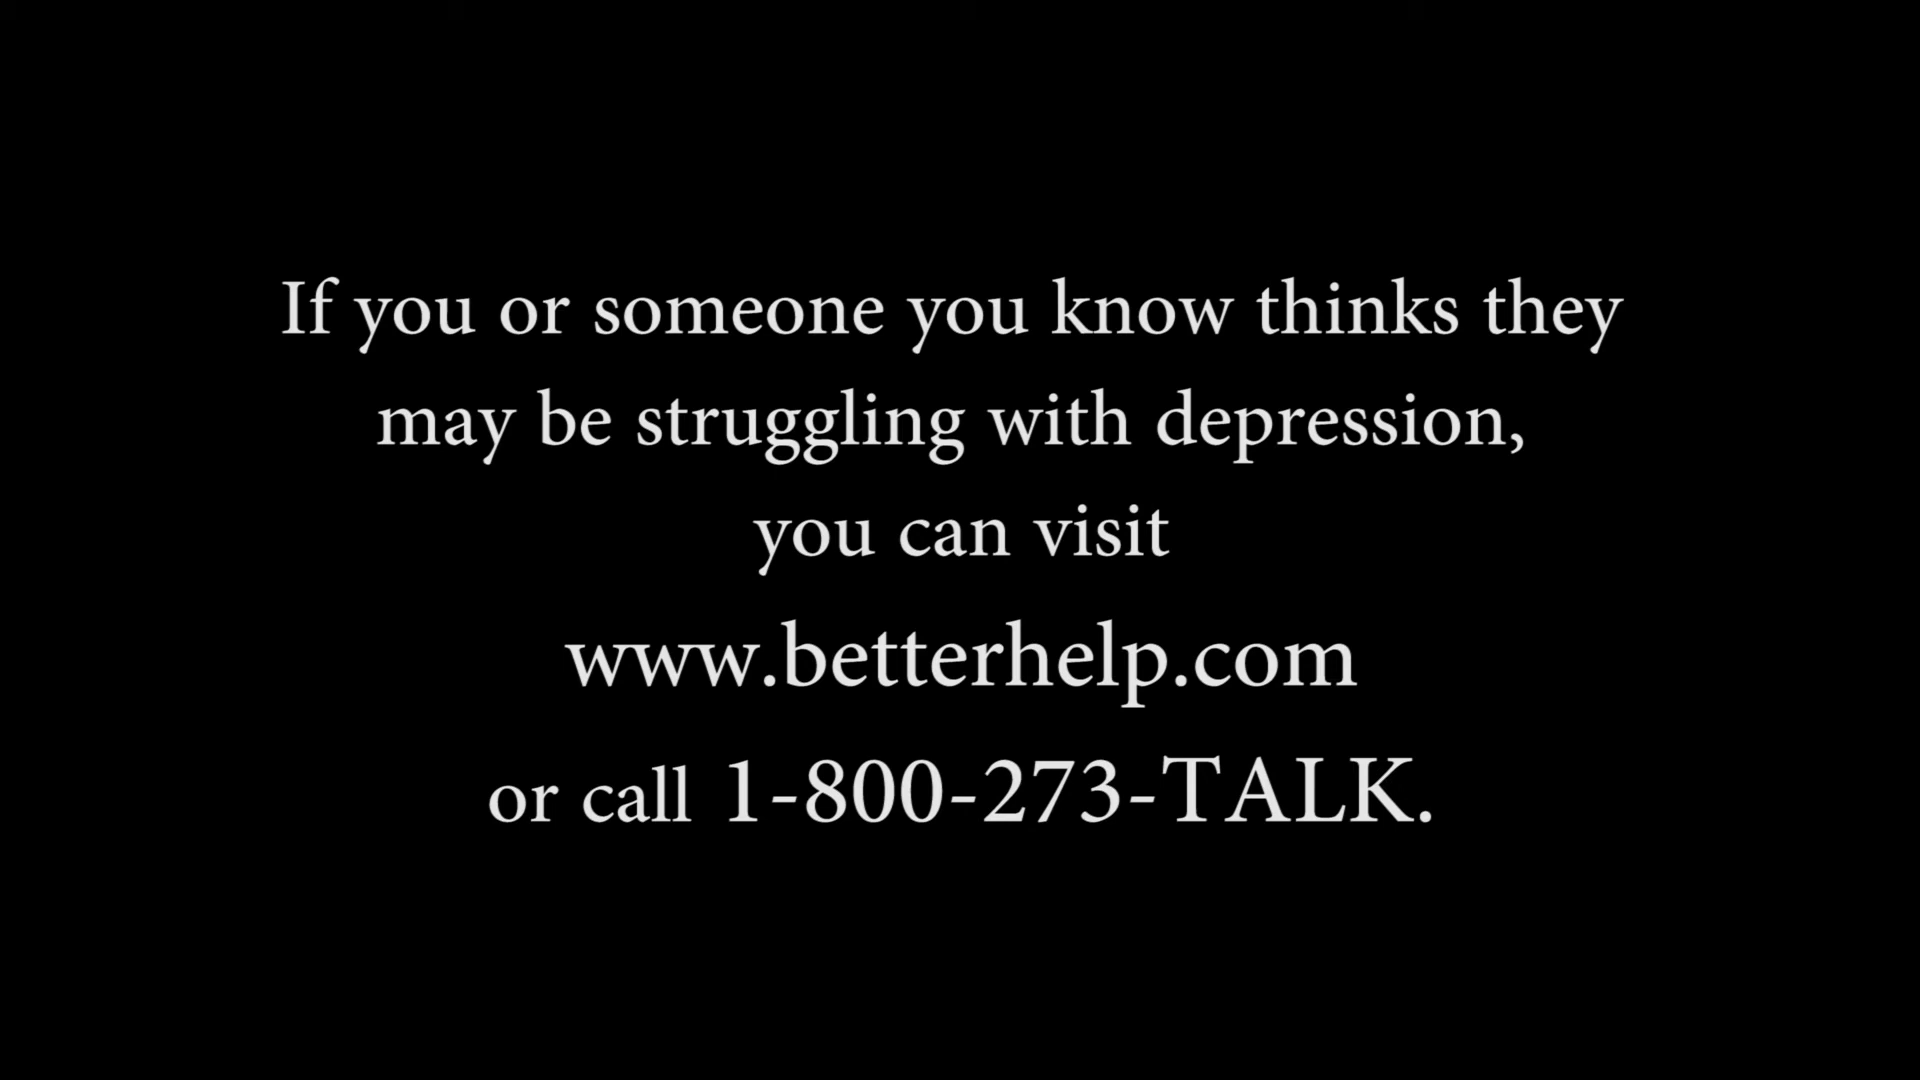 If you or someone you know thinks they
may be struggling with depression,
you can visit
www.betterhelp.com
or call 1-800-273-TALK.